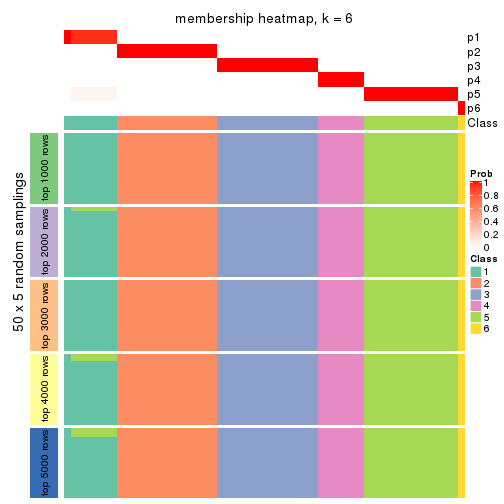 membership heatmap, k = 6
p1
p2
p3
p4
p5
p6
Class
50 x 5 random samplings
top 1000 rows
top 2000 rows
top 3000 rows
top 4000 rows
top 5000 rows
Prob
1
0.8
0.6
0.4
0.2
0
Class
1
2
3
4
5
6